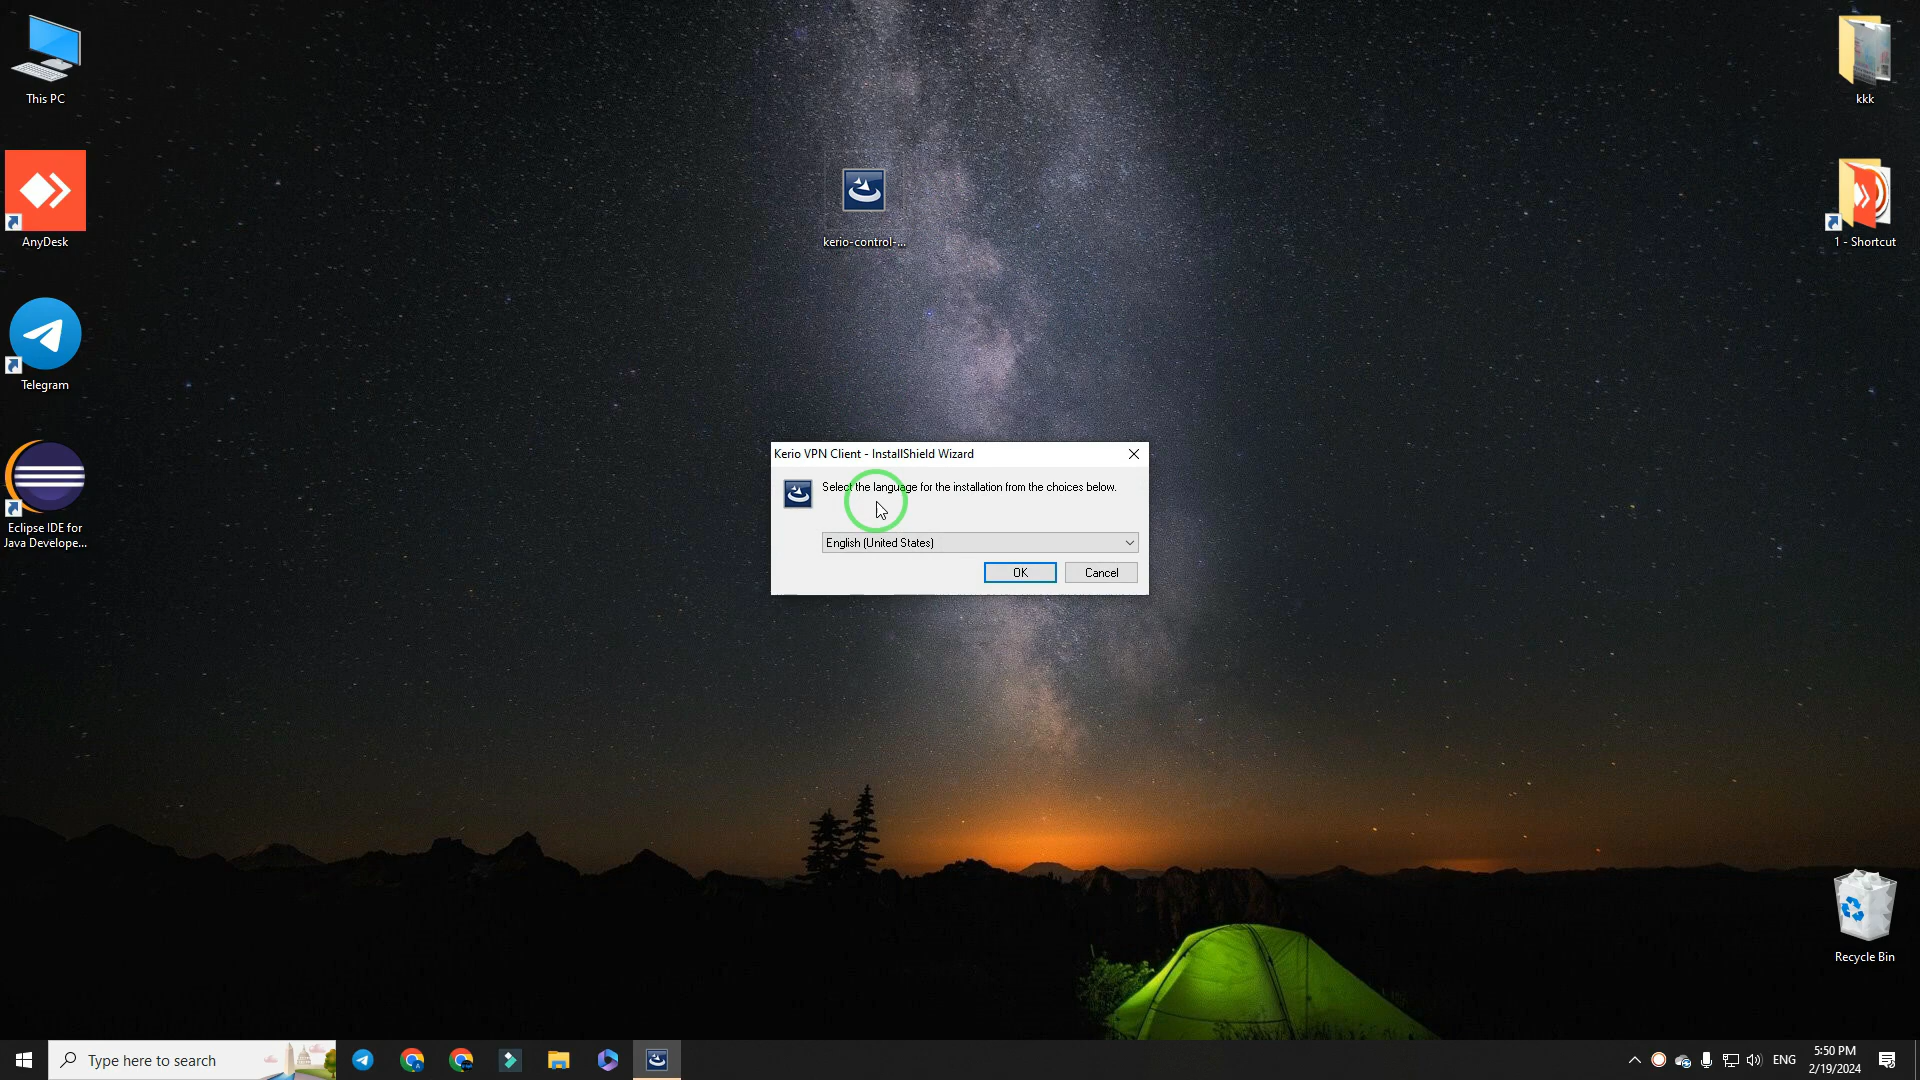 This PC
AnyDesk
Telegram
Eclipse IDE for
Java Develope...
kerio-control-...
kkk
1 - Shortcut
Kerio VPN Client - InstallShield Wizard
Select the language for the installation from the choices below.
English (United States)
OK
Cancel
Recycle Bin
Type here to search
ENG
5:50 PM
2/19/2024